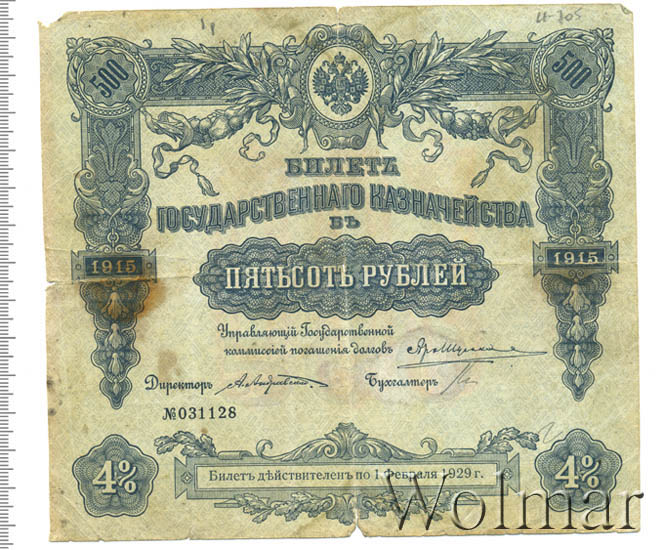 500 500
БИЛЕТЪ
ГОСУДАРСТВЕННАГО КАЗНАЧЕЙСТВА
ВЪ
1915 1915
ПЯТЬСОТЪ РУБЛЕЙ
Управляющій Государственной
коммиссіей погашенія долговъ
Директоръ Бухгалтеръ
№031128
4% 4%
Билетъ дѣйствителенъ по 1 Февраля 1929 г.
Wolmar